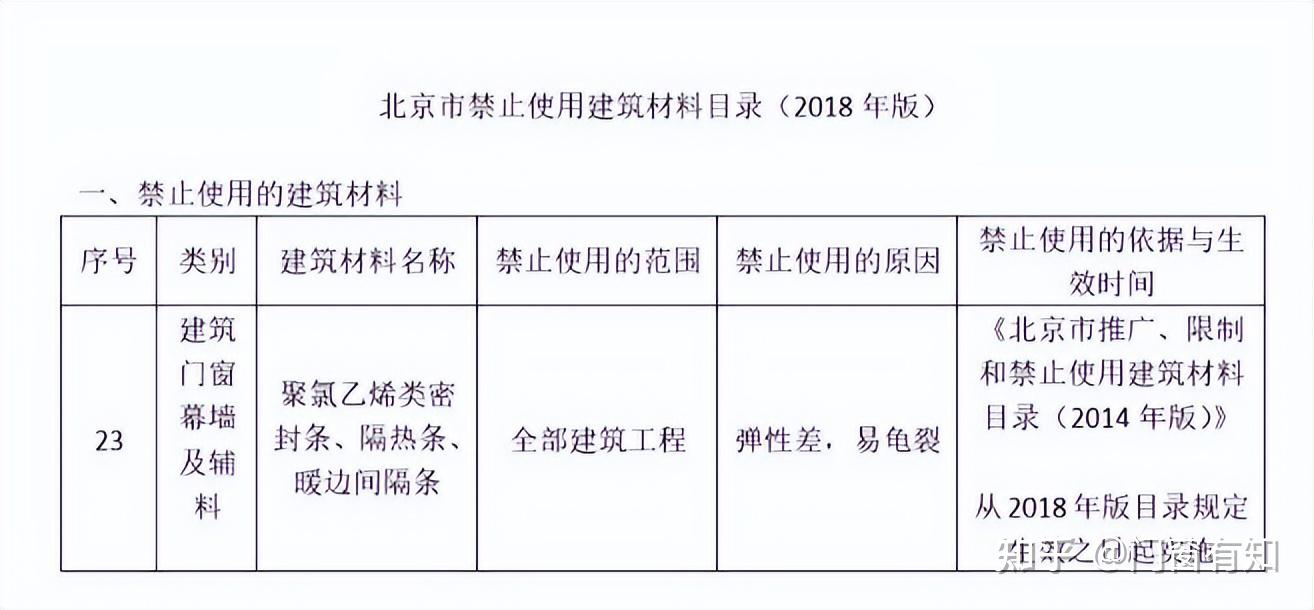 北京市禁止使用建筑材料目录（2018 年版）
一、禁止使用的建筑材料
序号
类别
建筑材料名称
禁止使用的范围
禁止使用的原因
禁止使用的依据与生
效时间
23
建筑
门窗
幕墙
及辅
料
聚氯乙烯类密
封条、隔热条、
暖边间隔条
全部建筑工程
弹性差，易龟裂
《北京市推广、限制
和禁止使用建筑材料
目录（2014 年版）》
从 2018 年版目录规定
生效之日起实施
知乎 @门窗有知